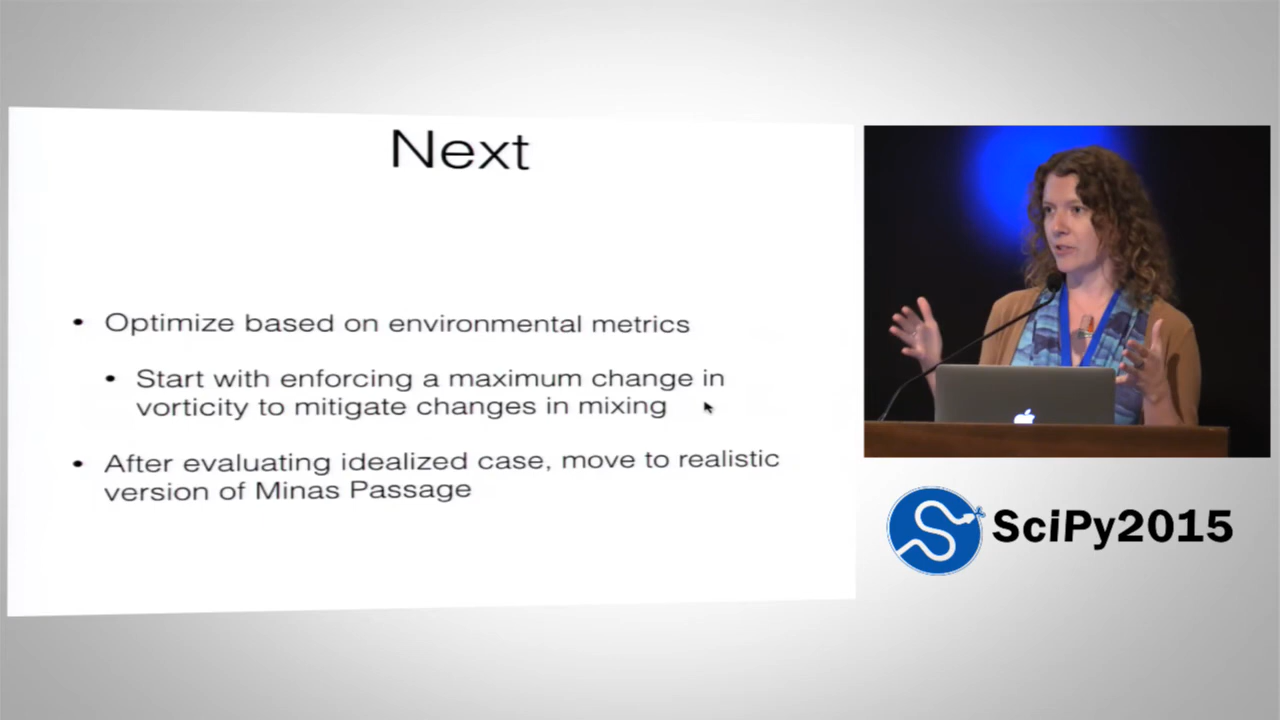 Next
• Optimize based on environmental metrics
• Start with enforcing a maximum change in
vorticity to mitigate changes in mixing
• After evaluating idealized case, move to realistic
version of Minas Passage
SciPy2015